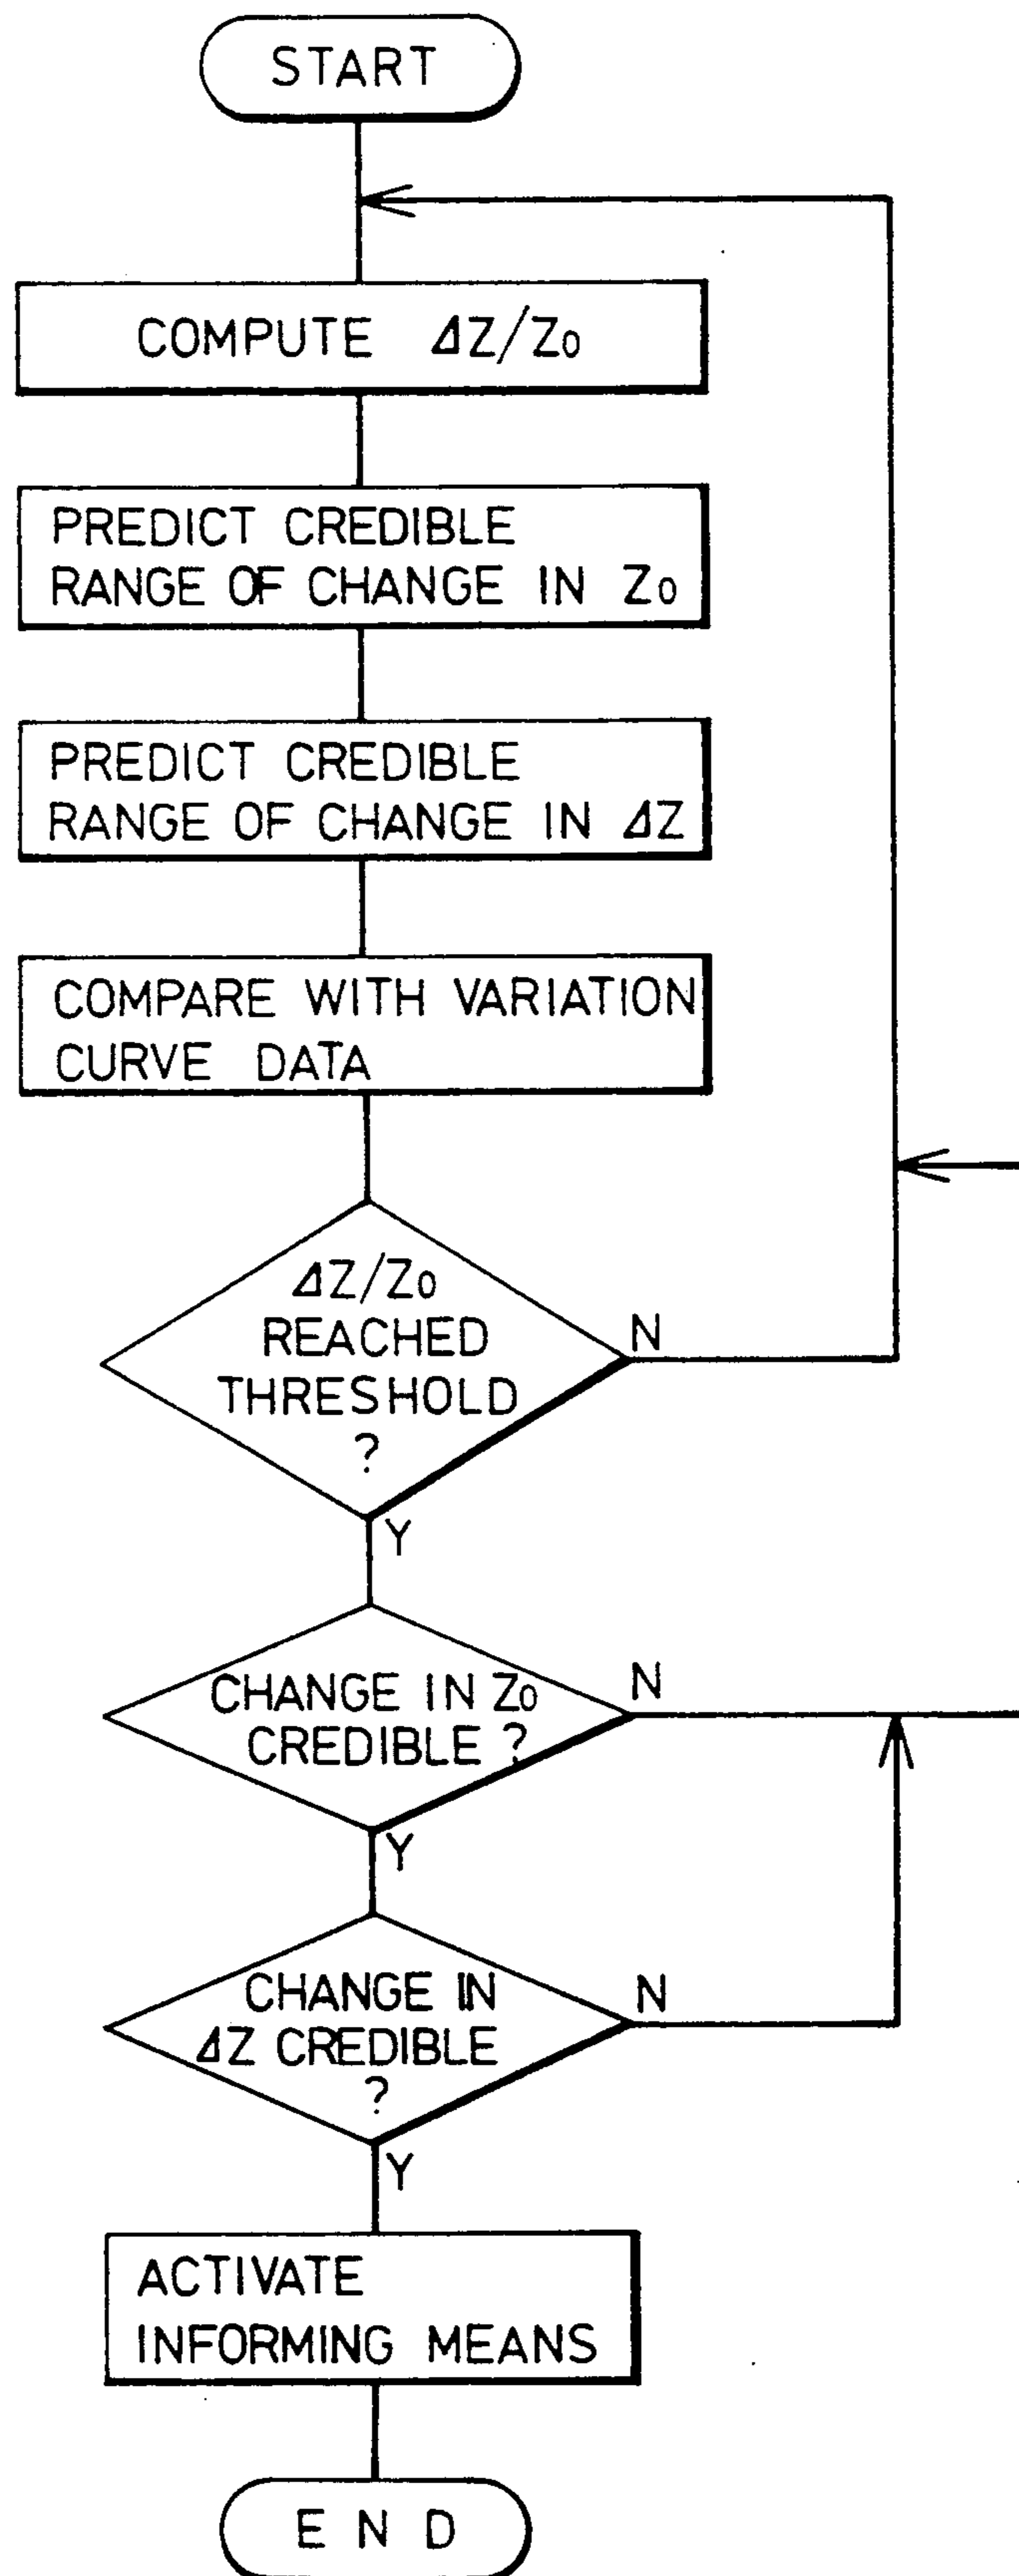 START
COMPUTE ΔZ/Z0
PREDICT CREDIBLE
RANGE OF CHANGE IN Z0
PREDICT CREDIBLE
RANGE OF CHANGE IN ΔZ
COMPARE WITH VARIATION
CURVE DATA
ΔZ/Z0
REACHED
THRESHOLD
?
N
Y
CHANGE IN Z0
CREDIBLE ?
N
Y
CHANGE IN
ΔZ CREDIBLE
?
N
Y
ACTIVATE
INFORMING MEANS
END